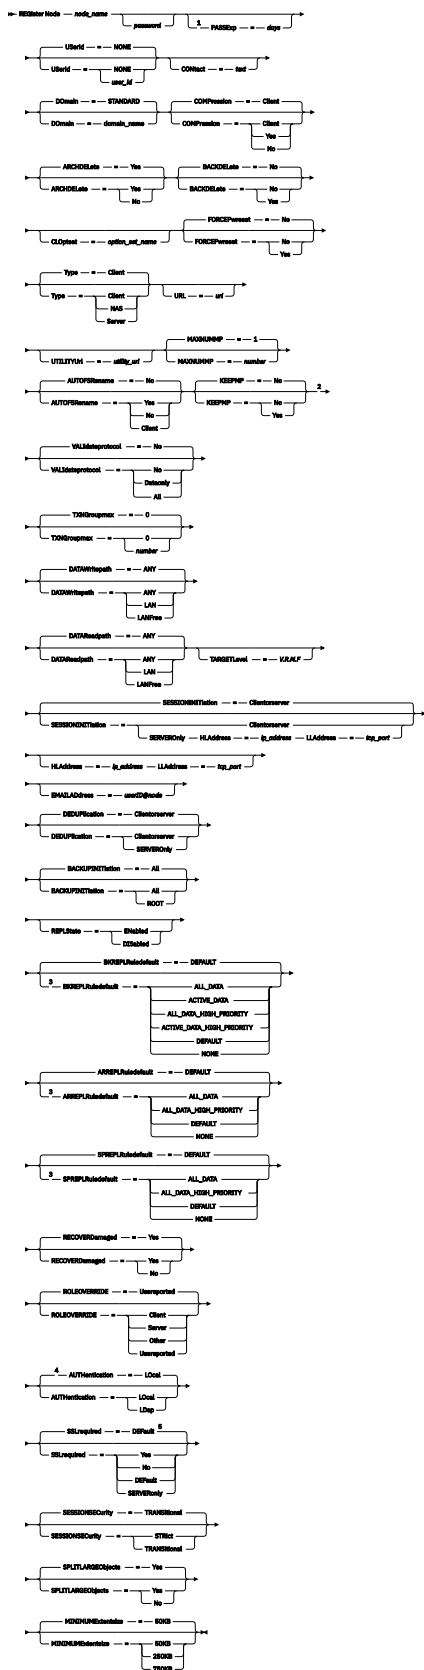 REGister Node — node_name
password
1
PASSExp — = — days
USerid — = — NONE
USerid — = — NONE
user_id
CONtact — = — text
DOmain — = — STANDARD
DOmain — = — domain_name
COMPression — = — Client
COMPression — = — Client
Yes
No
ARCHDELete — = — Yes
ARCHDELete — = — Yes
No
BACKDELete — = — No
BACKDELete — = — No
Yes
CLOptset — = — option_set_name
FORCEPwreset — = — No
FORCEPwreset — = — No
Yes
Type — = — Client
Type — = — Client
NAS
Server
URL — = — url
UTILITYUrl — = — utility_url
MAXNUMMP — = — 1
MAXNUMMP — = — number
AUTOFSRename — = — No
AUTOFSRename — = — Yes
No
Client
KEEPMP — = — No
KEEPMP — = — No
Yes
2
VALIdateprotocol — = — No
VALIdateprotocol — = — No
Dataonly
All
TXNGroupmax — = — 0
TXNGroupmax — = — 0
number
DATAWritepath — = — ANY
DATAWritepath — = — ANY
LAN
LANFree
DATAReadpath — = — ANY
DATAReadpath — = — ANY
LAN
LANFree
TARGETLevel — = — V.R.M.F
SESSIONINITiation — = — Clientorserver
SESSIONINITiation — = — Clientorserver
SERVEROnly — HLAddress — = — ip_address — LLAddress — = — tcp_port
HLAddress — = — ip_address — LLAddress — = — tcp_port
EMAILADdress — = — userID@node
DEDUPlication — = — Clientorserver
DEDUPlication — = — Clientorserver
SERVEROnly
BACKUPINITiation — = — All
BACKUPINITiation — = — All
ROOT
REPLState — = — ENabled
DISabled
BKREPLRuledefault — = — DEFAULT
3
BKREPLRuledefault — = — ALL_DATA
ACTIVE_DATA
ALL_DATA_HIGH_PRIORITY
ACTIVE_DATA_HIGH_PRIORITY
DEFAULT
NONE
ARREPLRuledefault — = — DEFAULT
3
ARREPLRuledefault — = — ALL_DATA
ALL_DATA_HIGH_PRIORITY
DEFAULT
NONE
SPREPLRuledefault — = — DEFAULT
3
SPREPLRuledefault — = — ALL_DATA
ALL_DATA_HIGH_PRIORITY
DEFAULT
NONE
RECOVERDamaged — = — Yes
RECOVERDamaged — = — Yes
No
ROLEOVERRIDE — = — Usereported
ROLEOVERRIDE — = — Client
Server
Other
Usereported
4
AUTHentication — = — LOcal
AUTHentication — = — LOcal
LDap
SSLrequired — = — DEFault
5
SSLrequired — = — Yes
No
DEFault
SERVERonly
SESSIONSECurity — = — TRANSitional
SESSIONSECurity — = — STRict
TRANSitional
SPLITLARGEObjects — = — Yes
SPLITLARGEObjects — = — Yes
No
MINIMUMExtentsize — = — 50KB
MINIMUMExtentsize — = — 50KB
250KB
750KB